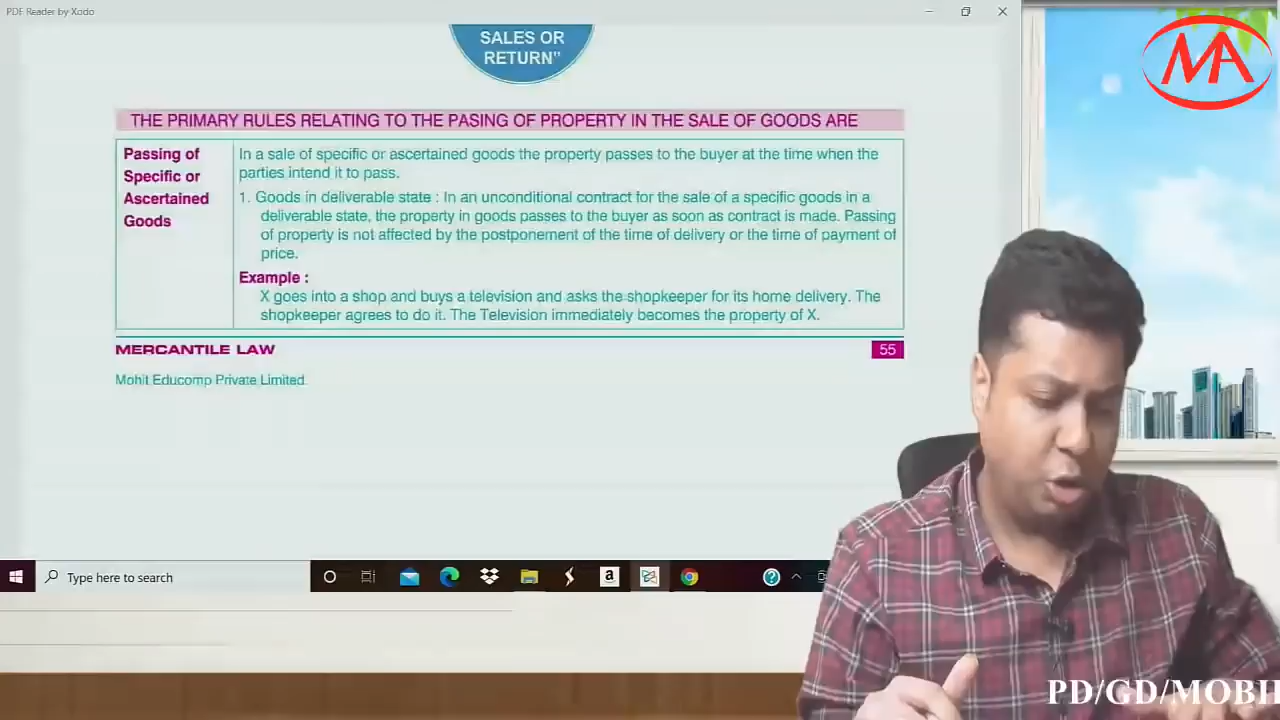 PDF Reader by Xodo
MA
SALES OR
RETURN"
THE PRIMARY RULES RELATING TO THE PASING OF PROPERTY IN THE SALE OF GOODS ARE
Passing of
Specific or
Ascertained
Goods
In a sale of specific or ascertained goods the property passes to the buyer at the time when the
parties intend it to pass.
1. Goods in deliverable state : In an unconditional contract for the sale of a specific goods in a
deliverable state, the property in goods passes to the buyer as soon as contract is made. Passing
of property is not affected by the postponement of the time of delivery or the time of payment of
price.
Example :
X goes into a shop and buys a television and asks the shopkeeper for its home delivery. The
shopkeeper agrees to do it. The Television immediately becomes the property of X.
MERCANTILE LAW
55
Mohit Educomp Private Limited.
Type here to search
a
?
PD/GD/MOBI